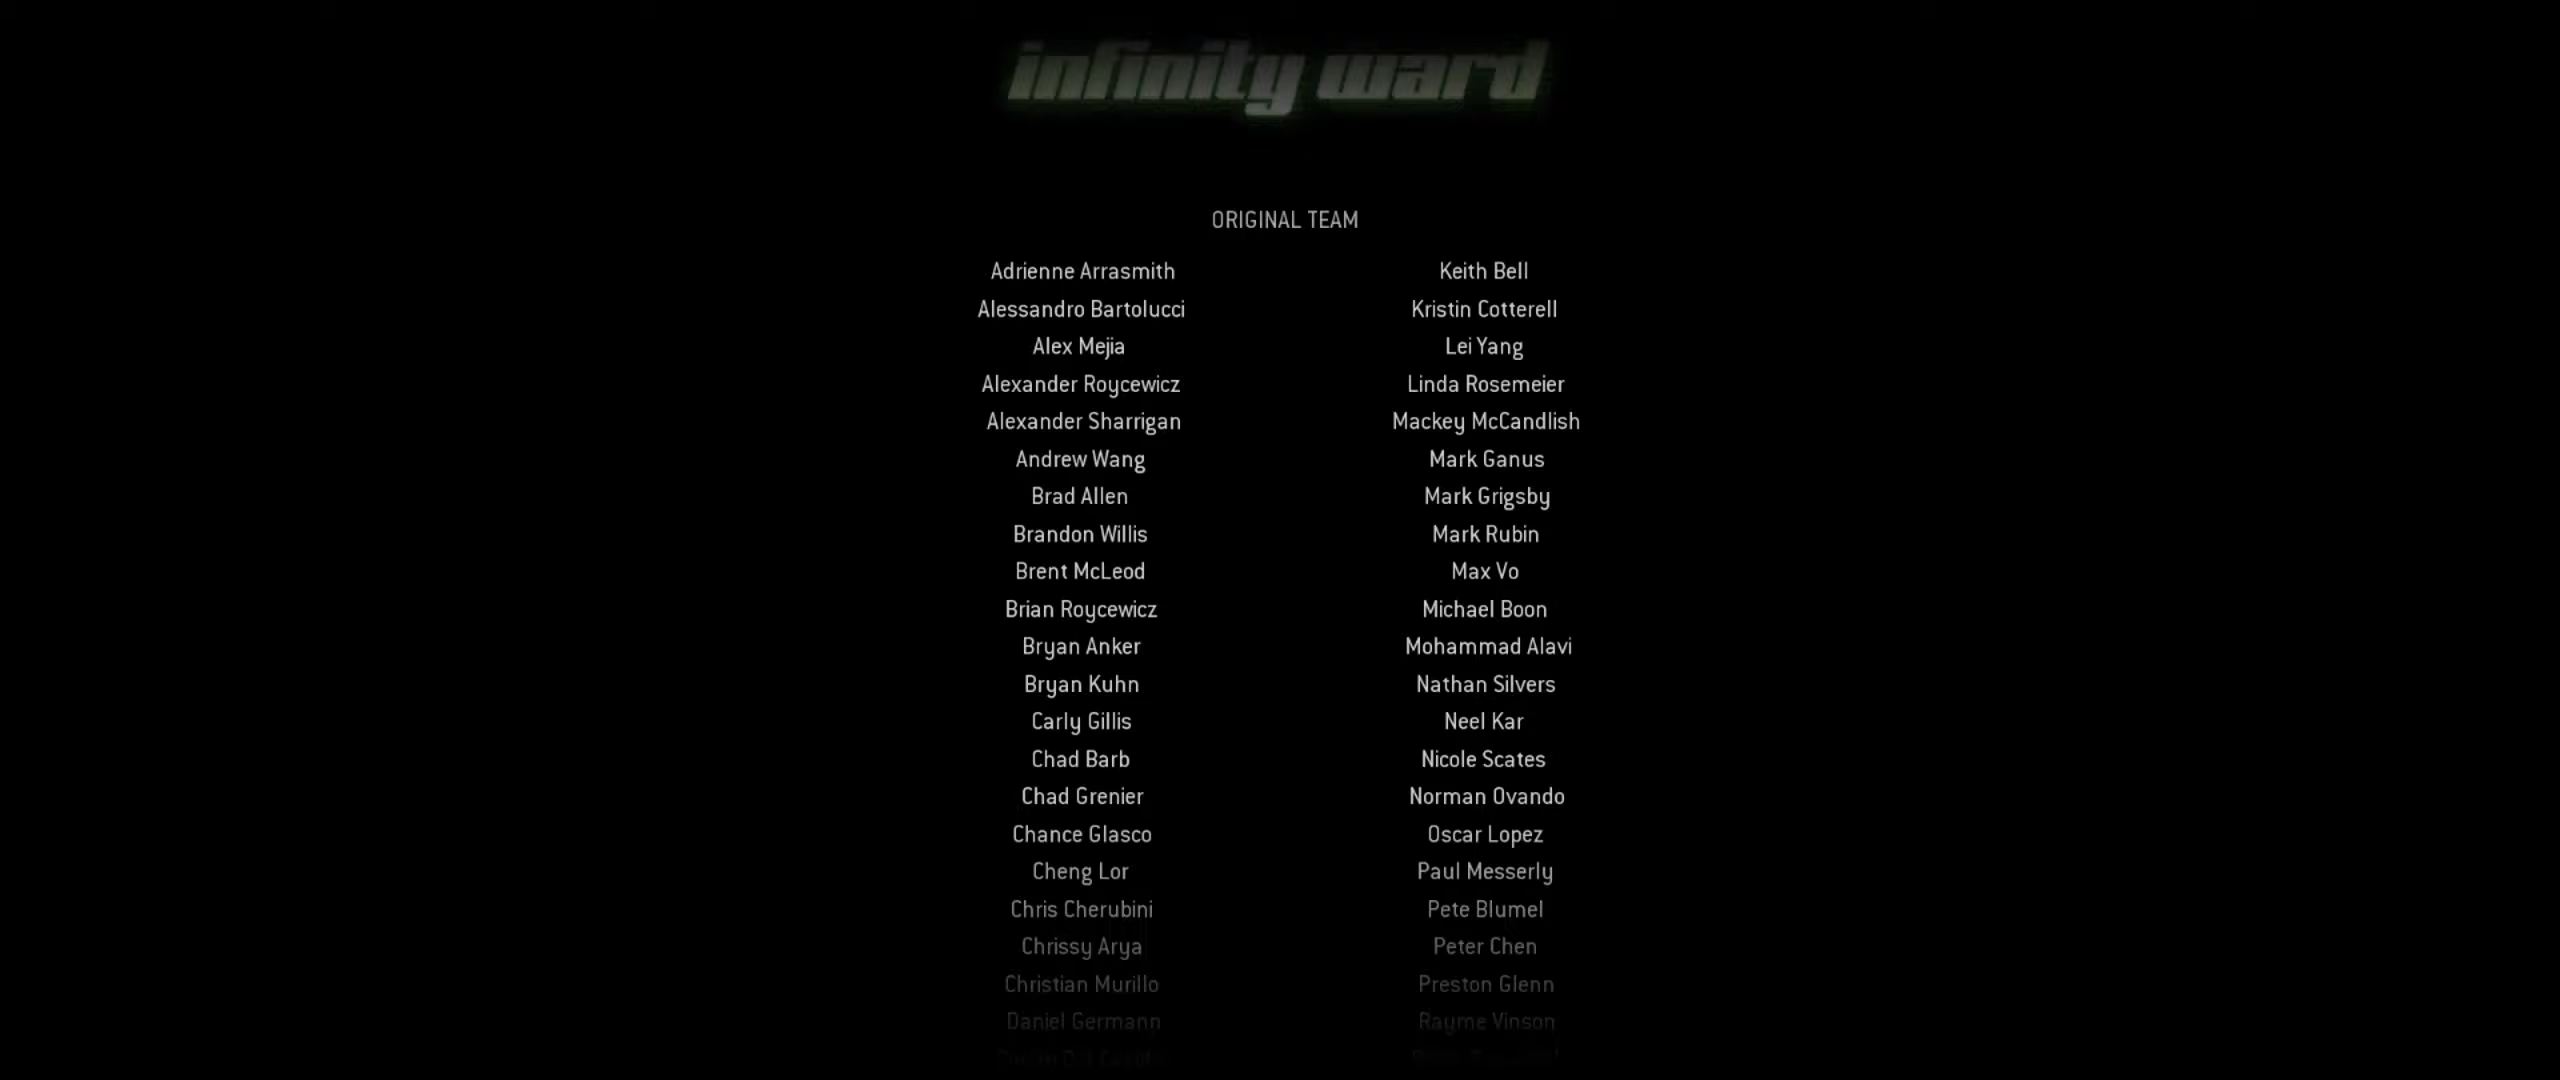 infinity ward
ORIGINAL TEAM
Adrienne Arrasmith
Alessandro Bartolucci
Alex Mejia
Alexander Roycewicz
Alexander Sharrigan
Andrew Wang
Brad Allen
Brandon Willis
Brent McLeod
Brian Roycewicz
Bryan Anker
Bryan Kuhn
Carly Gillis
Chad Barb
Chad Grenier
Chance Glasco
Cheng Lor
Chris Cherubini
Chrissy Arya
Christian Murillo
Daniel Germann
Keith Bell
Kristin Cotterell
Lei Yang
Linda Rosemeier
Mackey McCandlish
Mark Ganus
Mark Grigsby
Mark Rubin
Max Vo
Michael Boon
Mohammad Alavi
Nathan Silvers
Neel Kar
Nicole Scates
Norman Ovando
Oscar Lopez
Paul Messerly
Pete Blumel
Peter Chen
Preston Glenn
Rayme Vinson